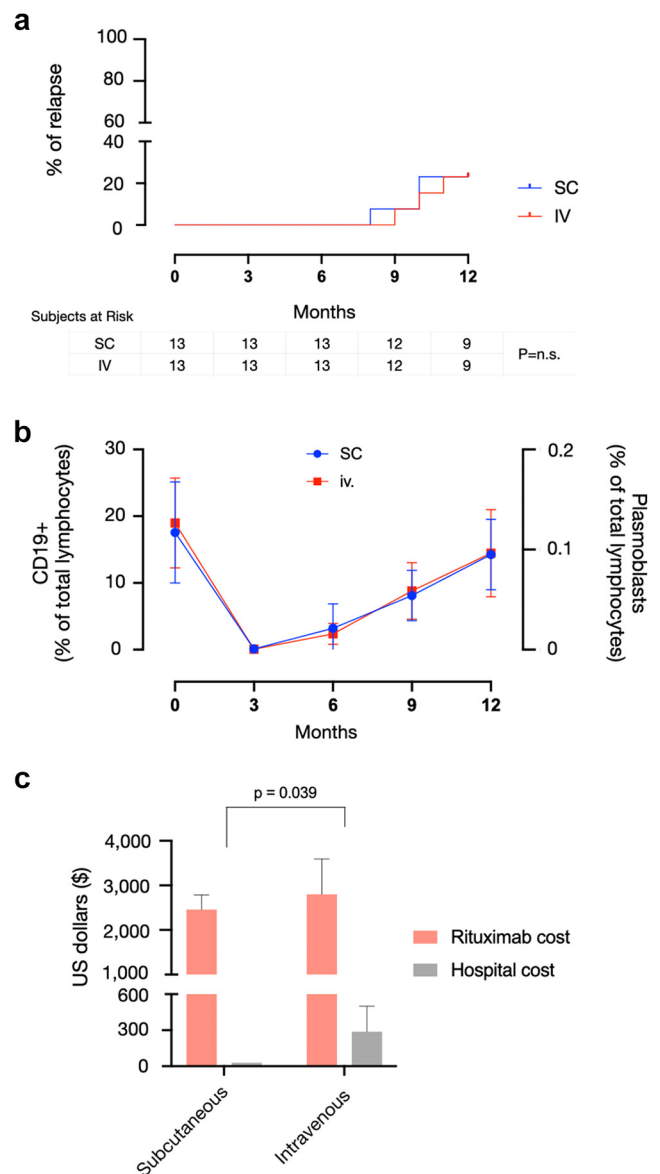 a
100
80
60
40
20
0
% of relapse
SC
IV
0 3 6 9 12
Months
Subjects at Risk
SC 13 13 13 12 9
IV 13 13 13 12 9
P=n.s.
b
30
20
10
0
CD19+
(% of total lymphocytes)
SC
iv.
0.2
0.1
0
Plasmoblasts
(% of total lymphocytes)
0 3 6 9 12
Months
c
p = 0.039
4,000
3,000
2,000
1,000
600
300
0
US dollars ($)
Rituximab cost
Hospital cost
Subcutaneous
Intravenous